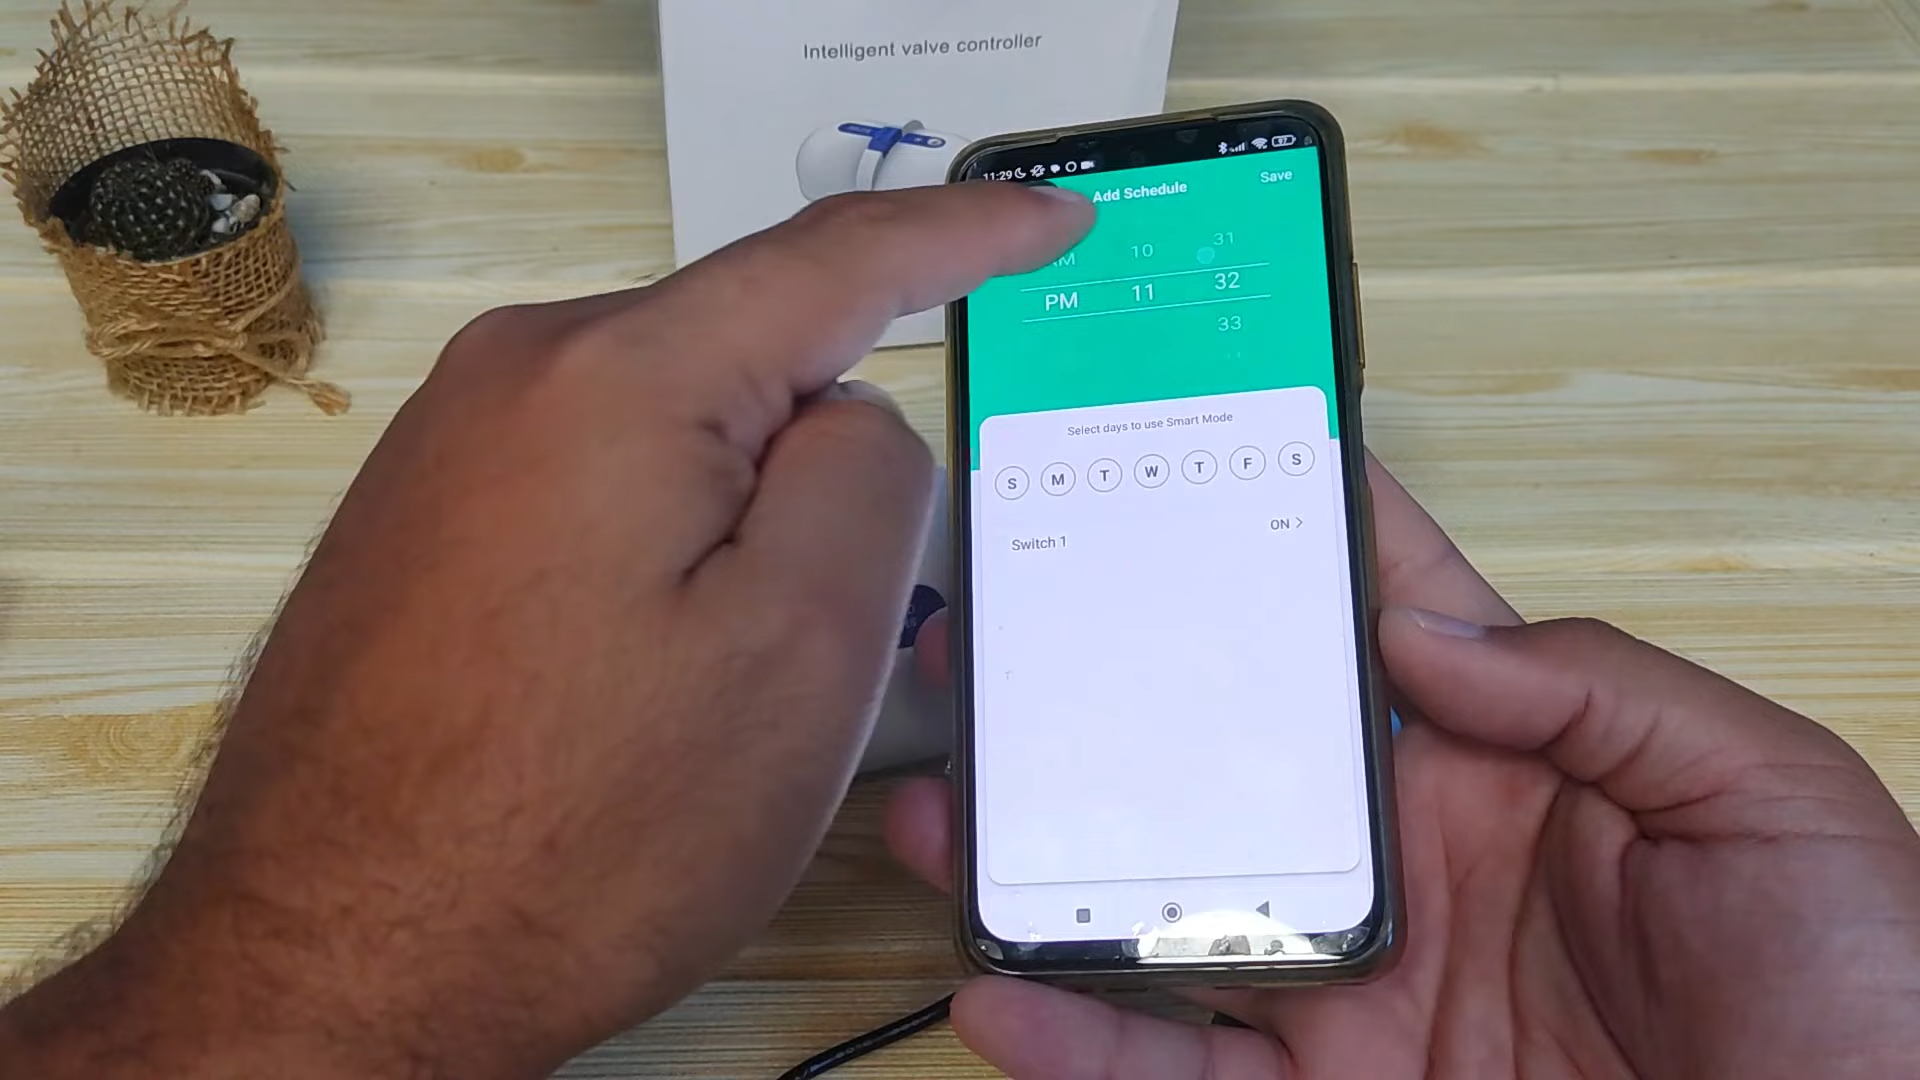 Intelligent valve controller
11:29
97
Add Schedule
Save
10
31
PM
11
32
33
Select days to use Smart Mode
S M T W T F S
ON >
Switch 1